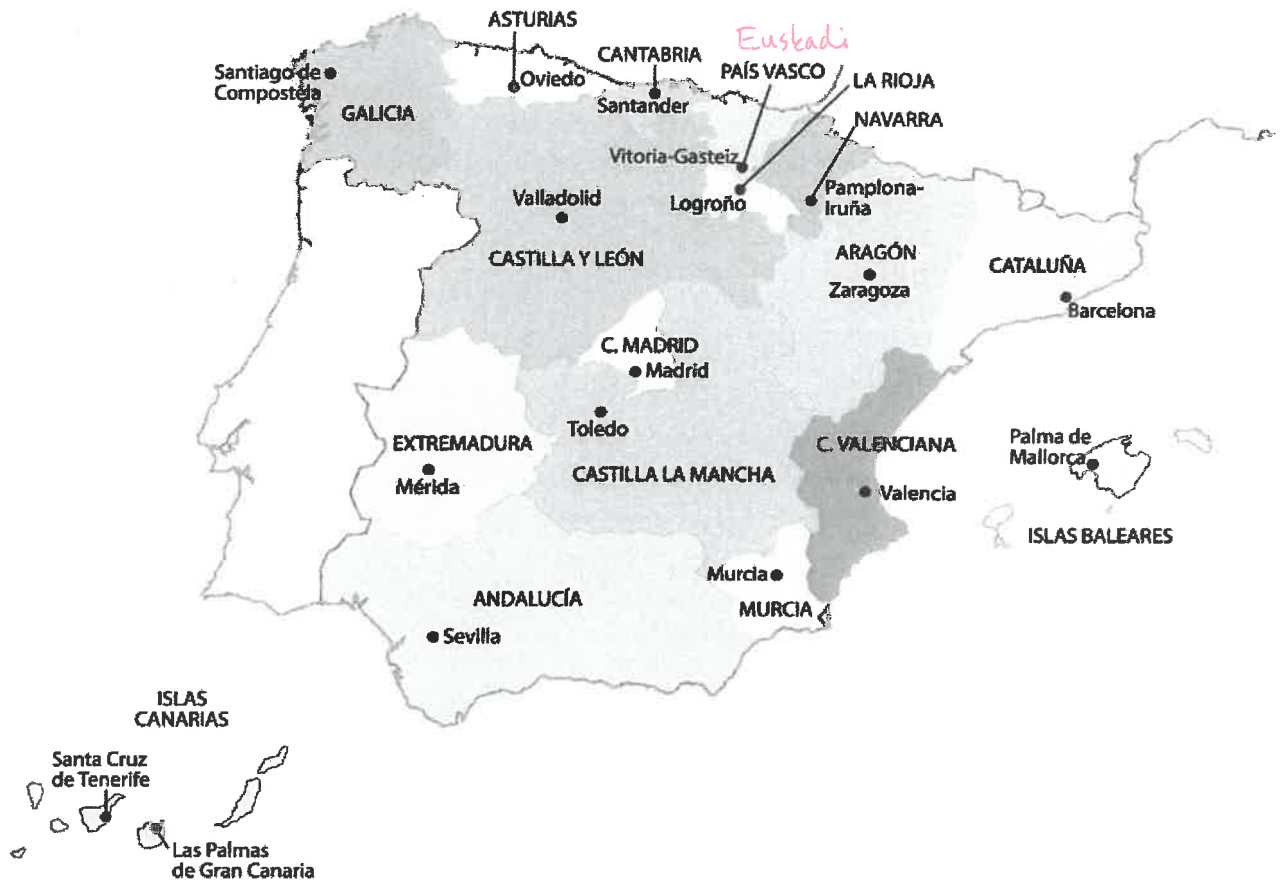 ASTURIAS
Euskadi
CANTABRIA
PAÍS VASCO
LA RIOJA
Santiago de
Compostela
Oviedo
Santander
NAVARRA
GALICIA
Vitoria-Gasteiz
Valladolid
Logroño
Pamplona-
Iruña
CASTILLA Y LEÓN
ARAGÓN
Zaragoza
CATALUÑA
Barcelona
C. MADRID
Madrid
Toledo
EXTREMADURA
Mérida
CASTILLA LA MANCHA
C. VALENCIANA
Valencia
Palma de
Mallorca
ISLAS BALEARES
Murcia
MURCIA
ANDALUCÍA
Sevilla
ISLAS
CANARIAS
Santa Cruz
de Tenerife
Las Palmas
de Gran Canaria